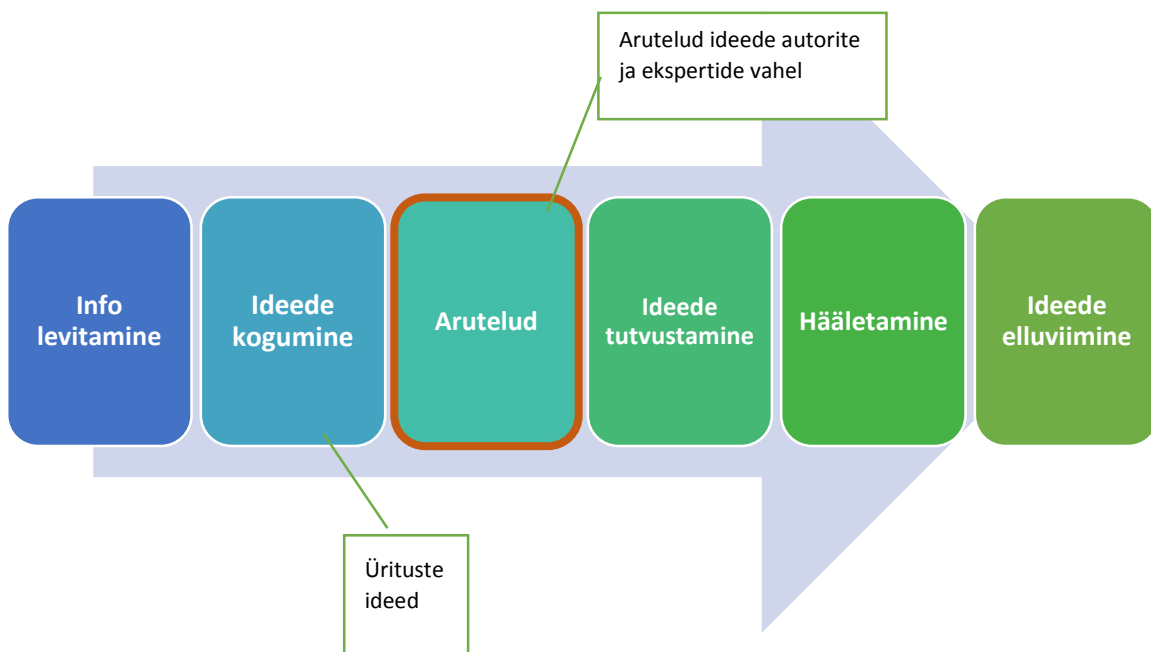 Arutelud ideede autorite
ja ekspertide vahel
Info
levitamine
Ideede
kogumine
Arutelud
Ideede
tutvustamine
Hääletamine
Ideede
elluviimine
Ürituste
ideed